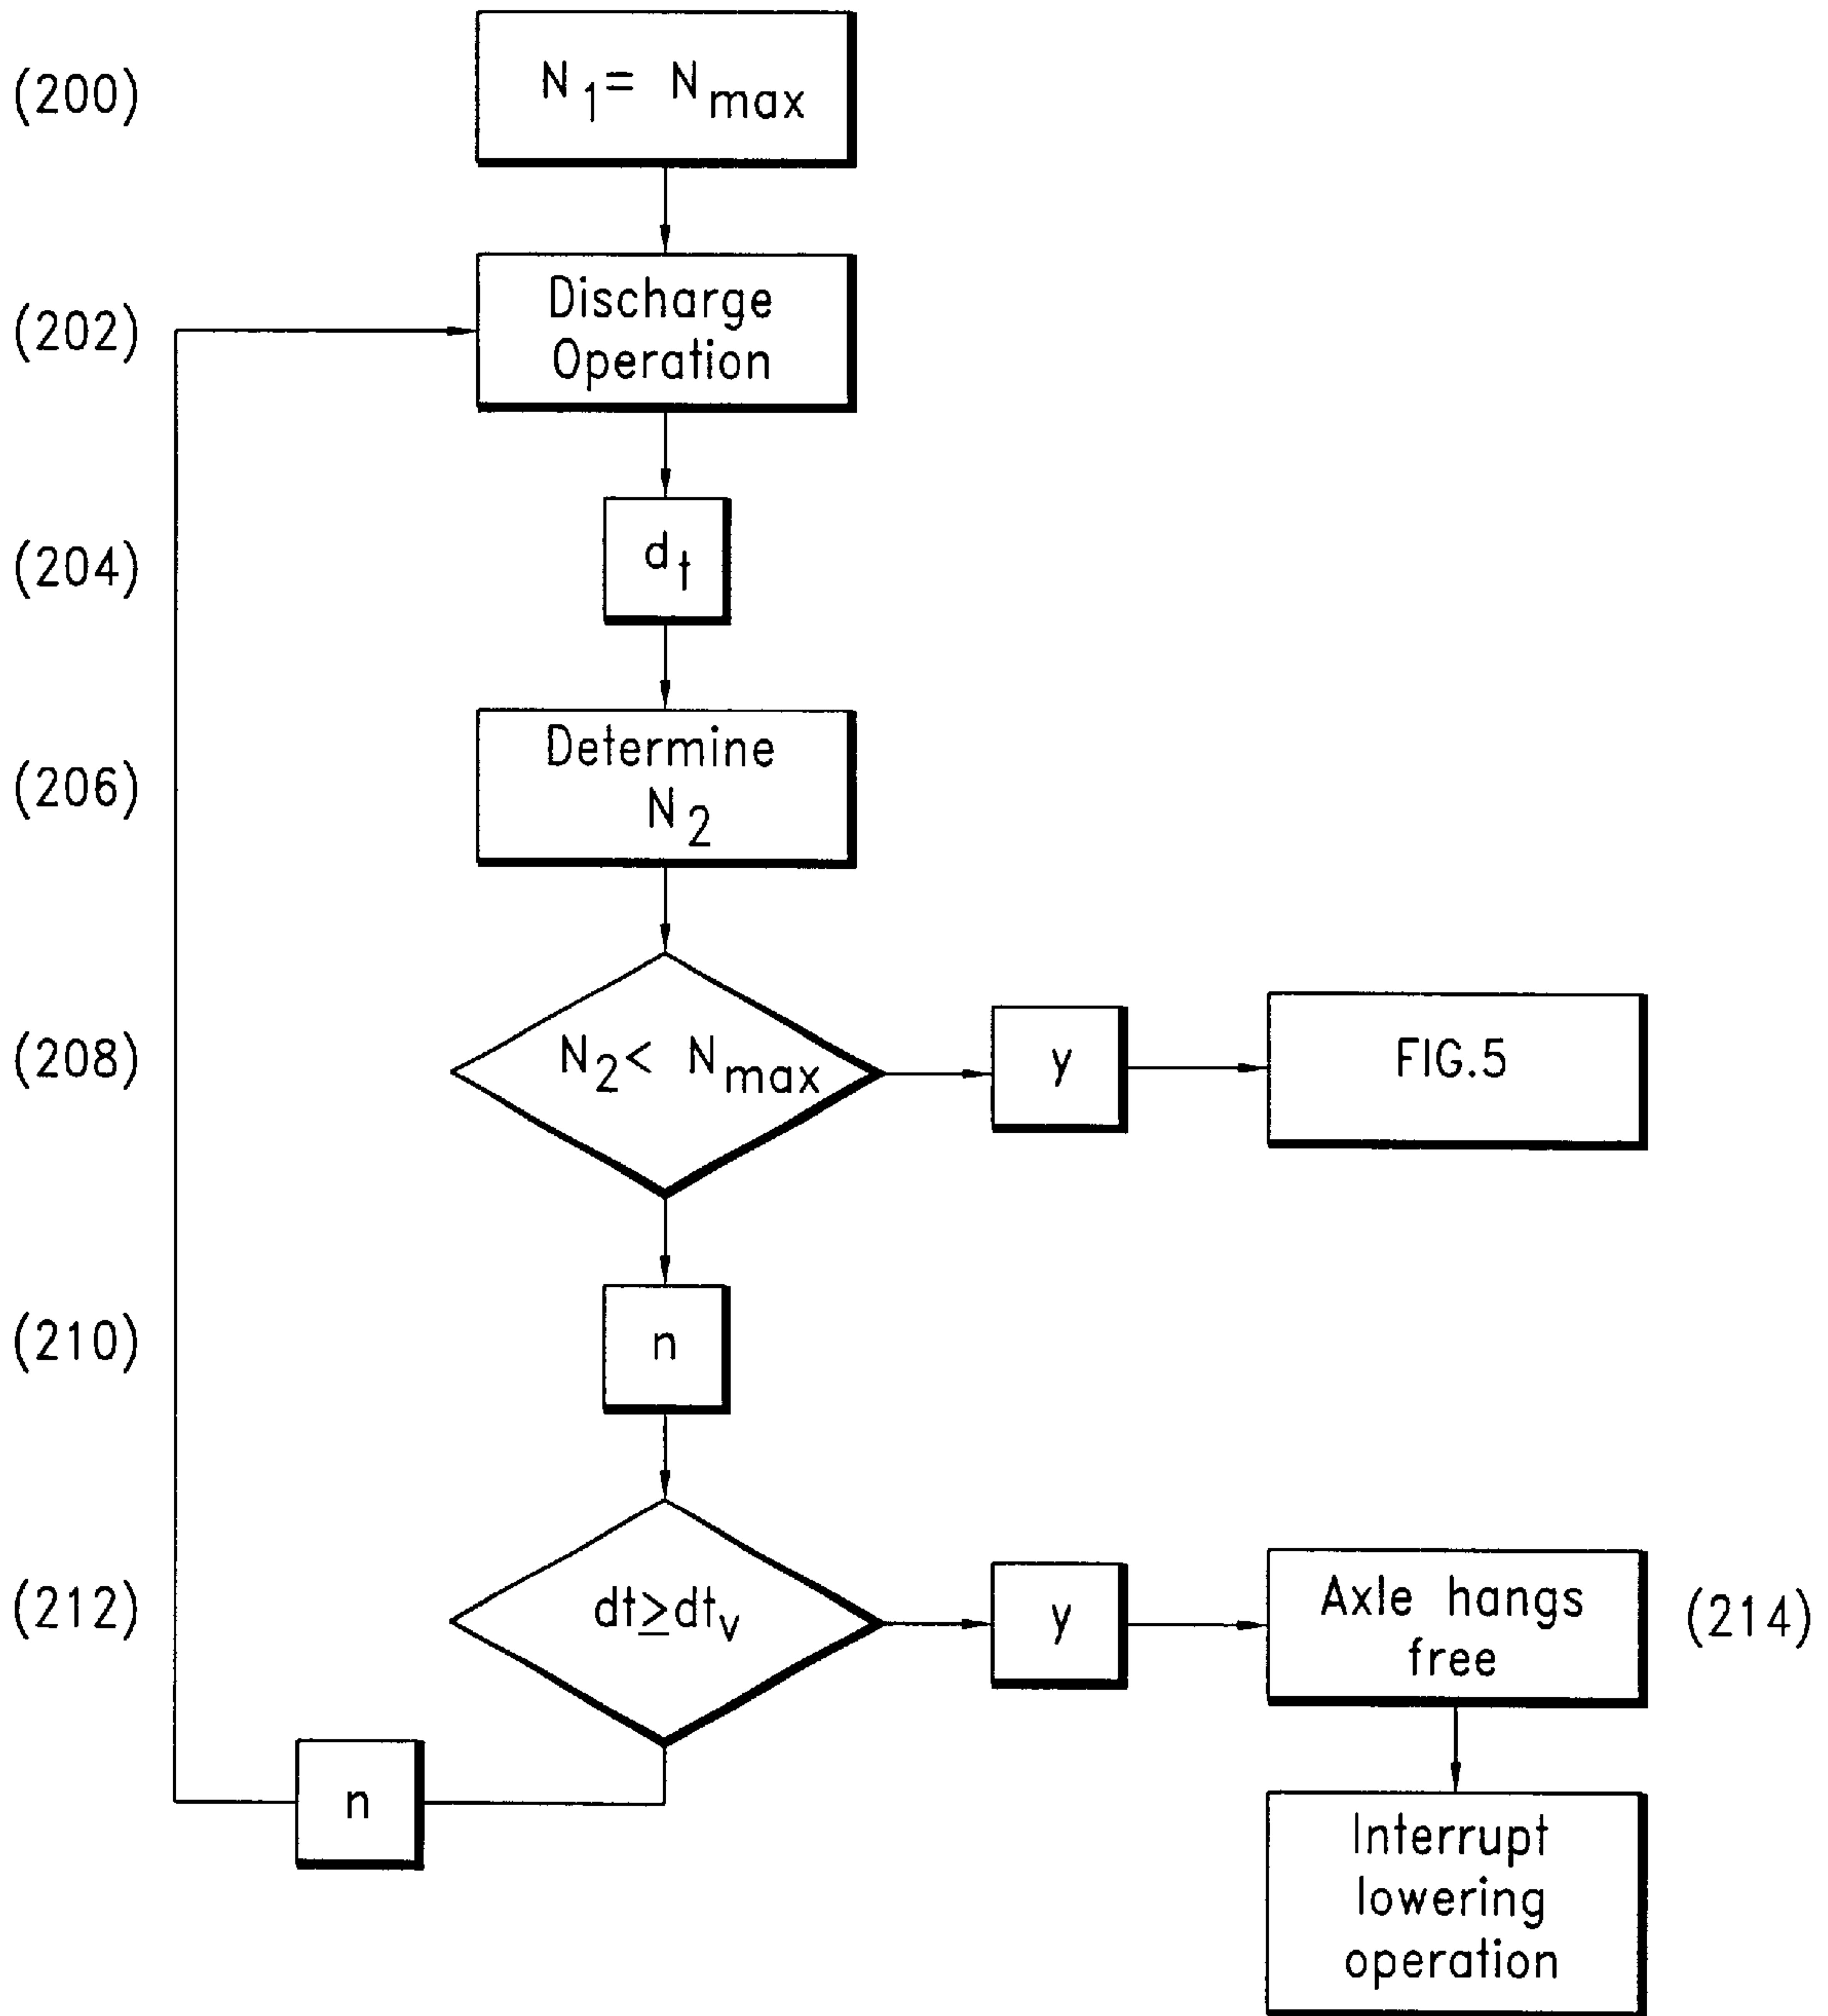 (200)
N₁= Nmax
(202)
Discharge
Operation
(204)
d_t
(206)
Determine
N₂
(208)
N₂< Nmax
y
FIG.5
(210)
n
(212)
dt≥dtᵥ
y
Axle hangs
free
(214)
n
Interrupt
lowering
operation